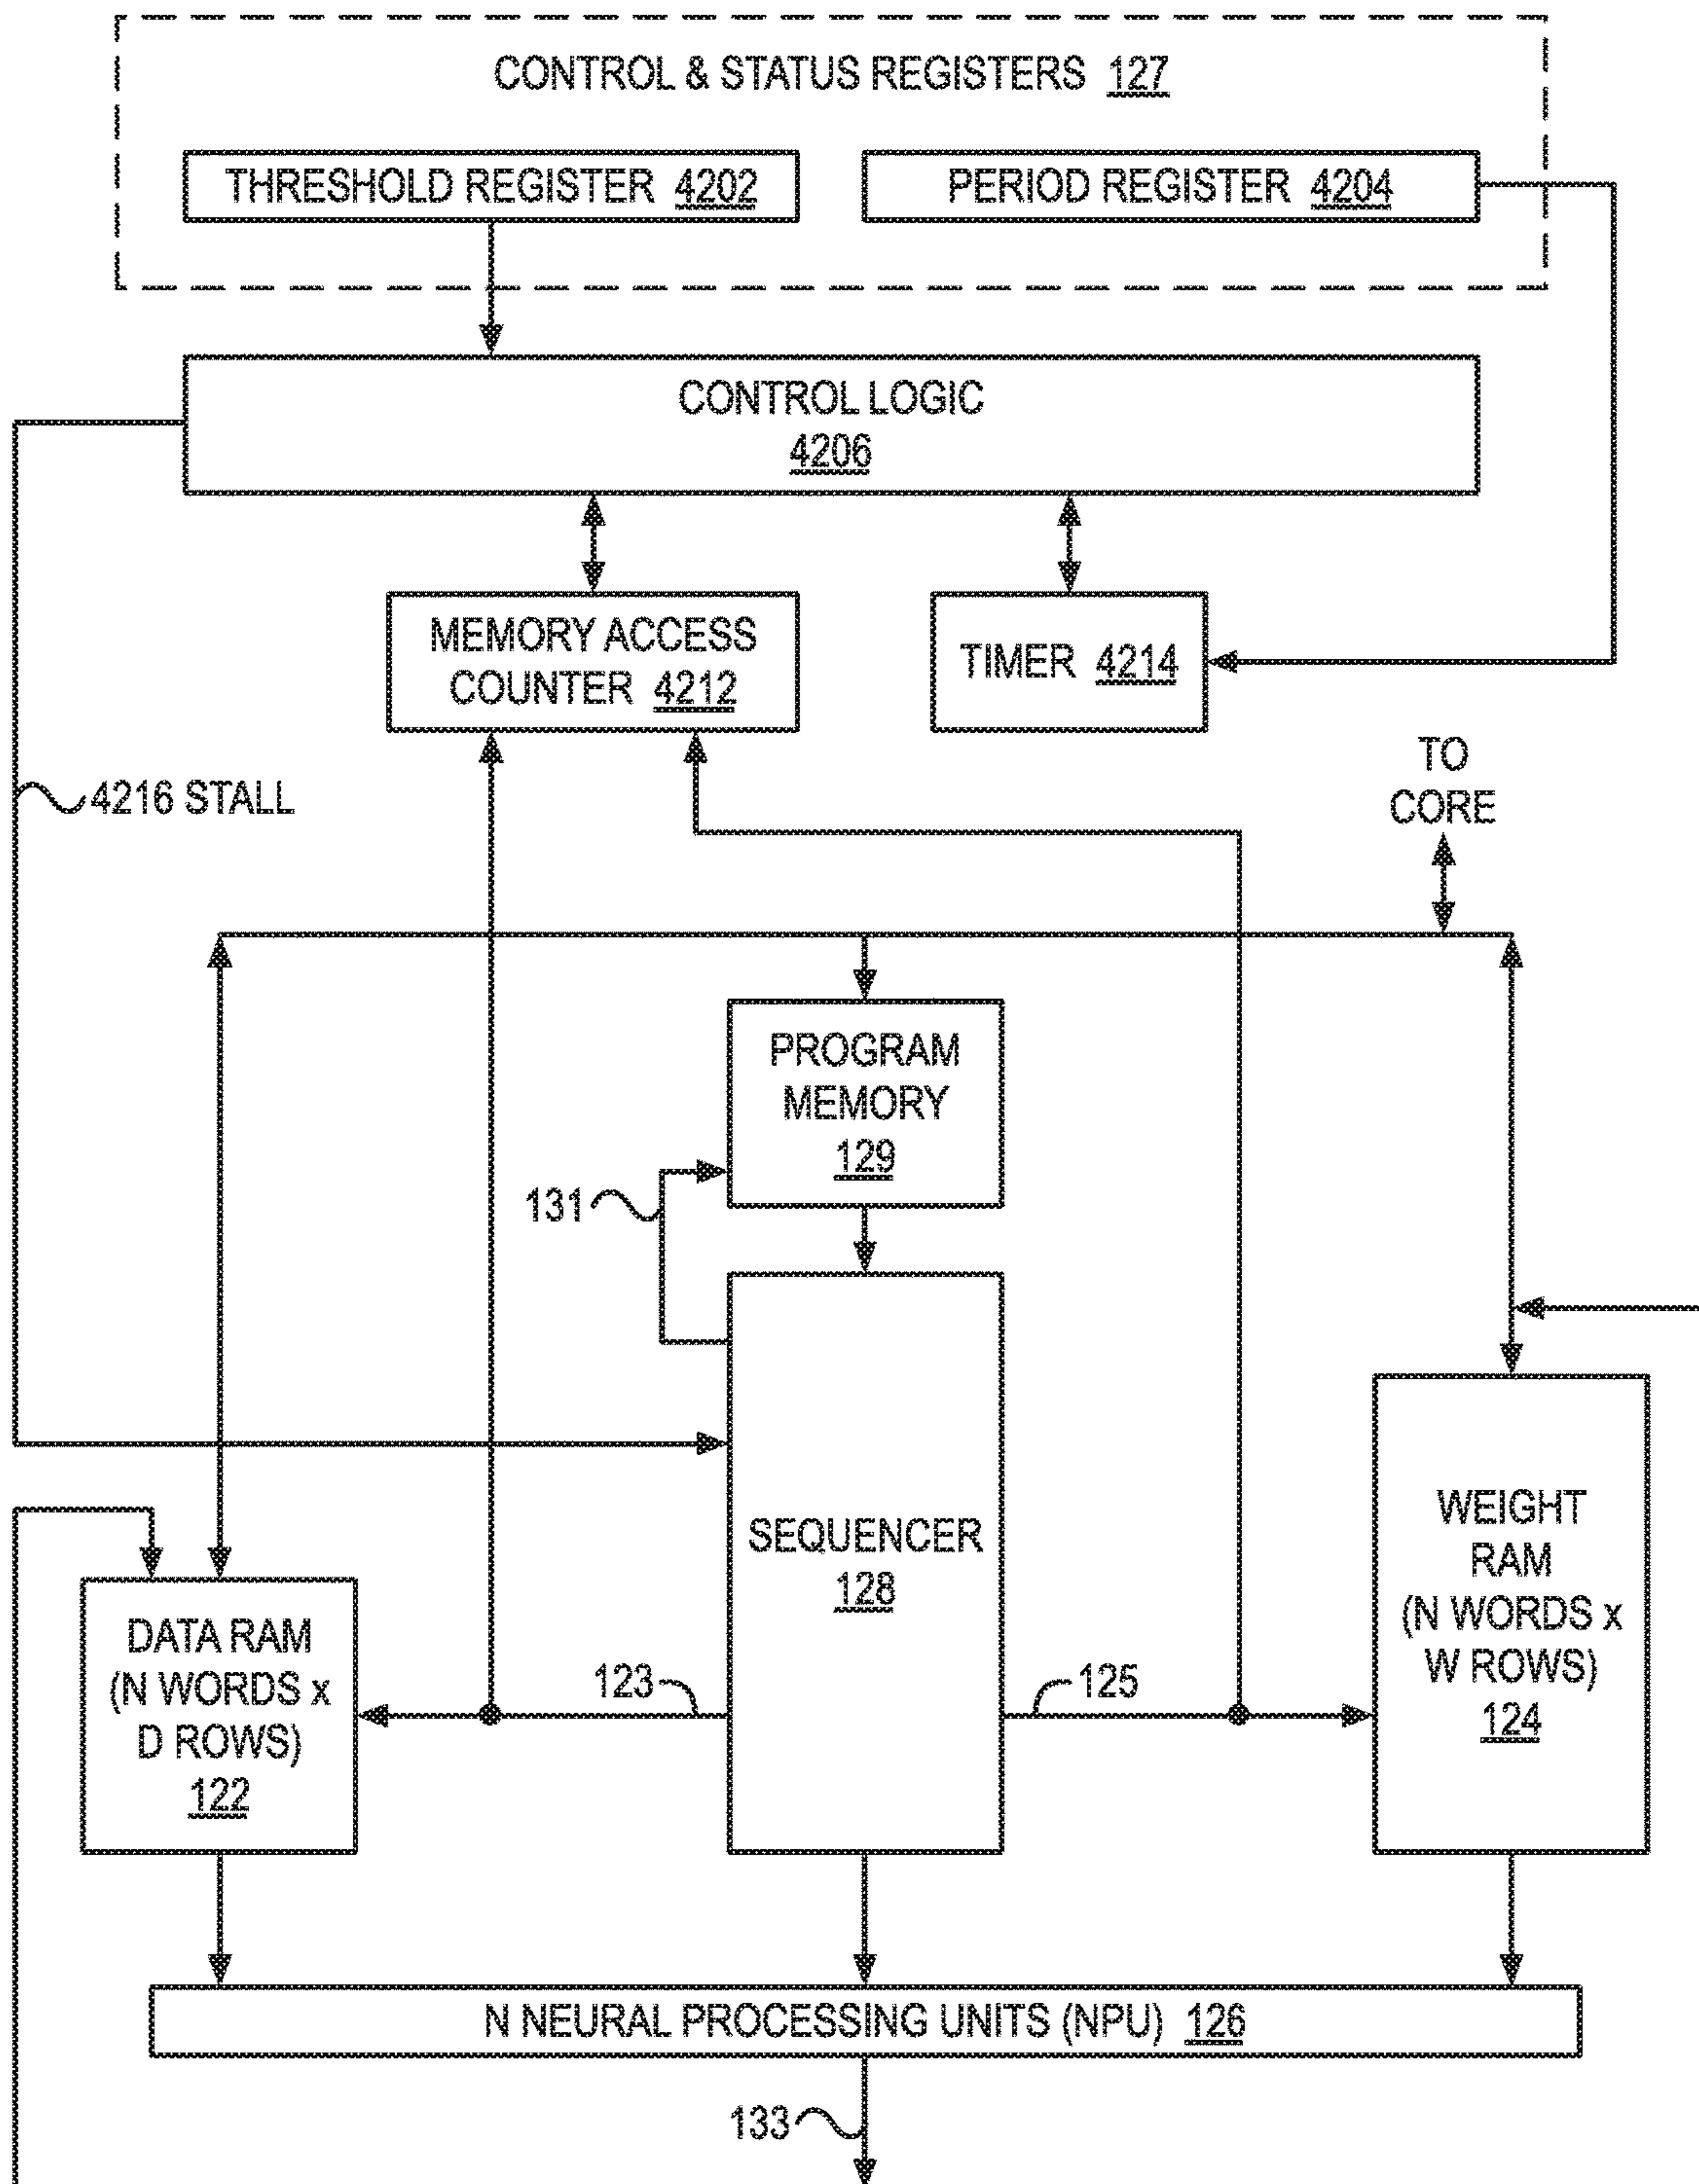 CONTROL & STATUS REGISTERS 127
THRESHOLD REGISTER 4202
PERIOD REGISTER 4204
CONTROL LOGIC
4206
MEMORY ACCESS
COUNTER 4212
TIMER 4214
4216 STALL
TO
CORE
PROGRAM
MEMORY
129
131
SEQUENCER
128
DATA RAM
(N WORDS x
D ROWS)
122
123
125
WEIGHT
RAM
(N WORDS x
W ROWS)
124
N NEURAL PROCESSING UNITS (NPU) 126
133